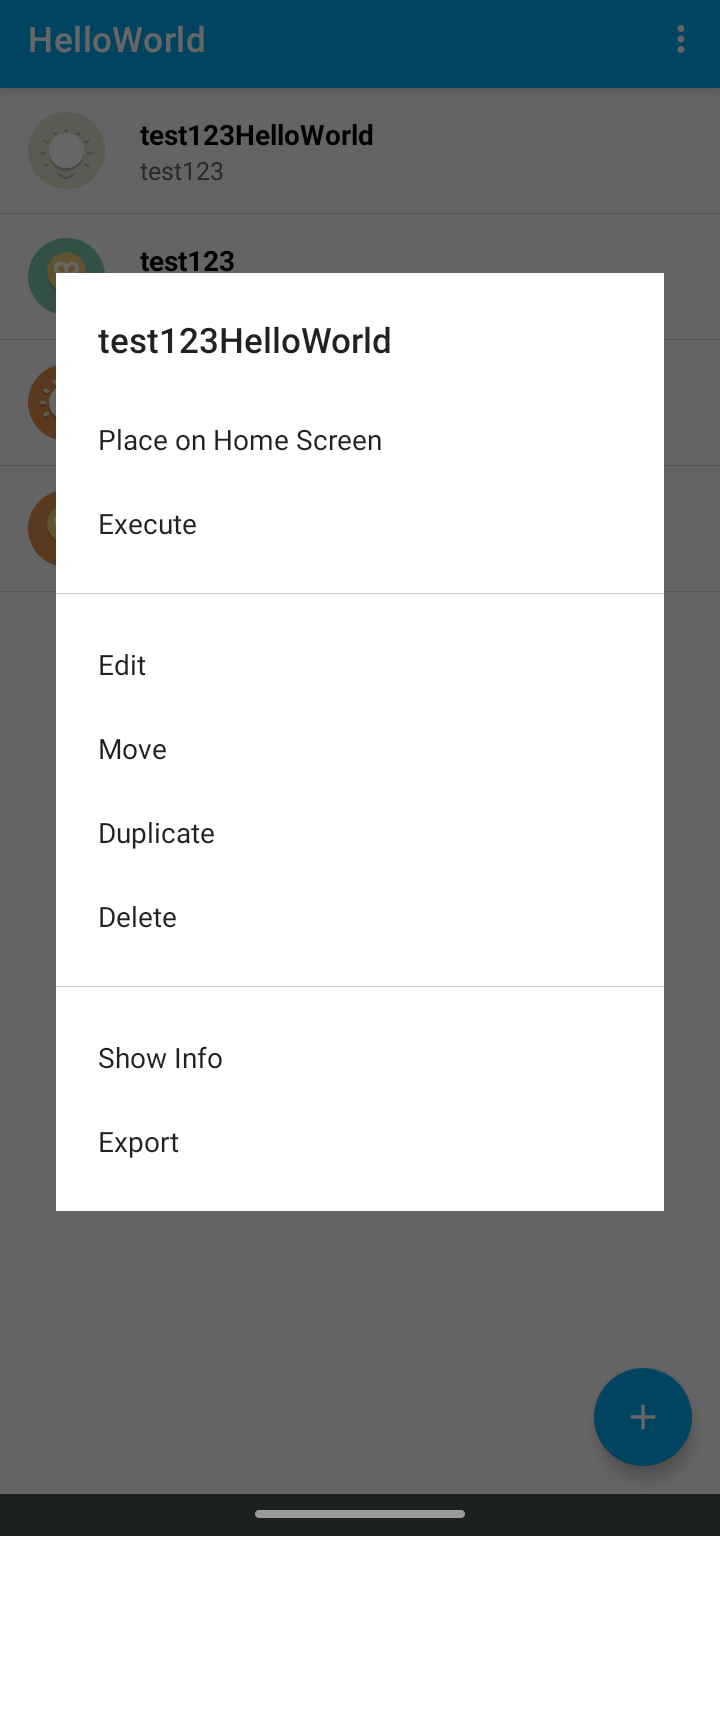 HelloWorld
test123HelloWorld
test123
test123
test123HelloWorld
Place on Home Screen
Execute
Edit
Move
Duplicate
Delete
Show Info
Export